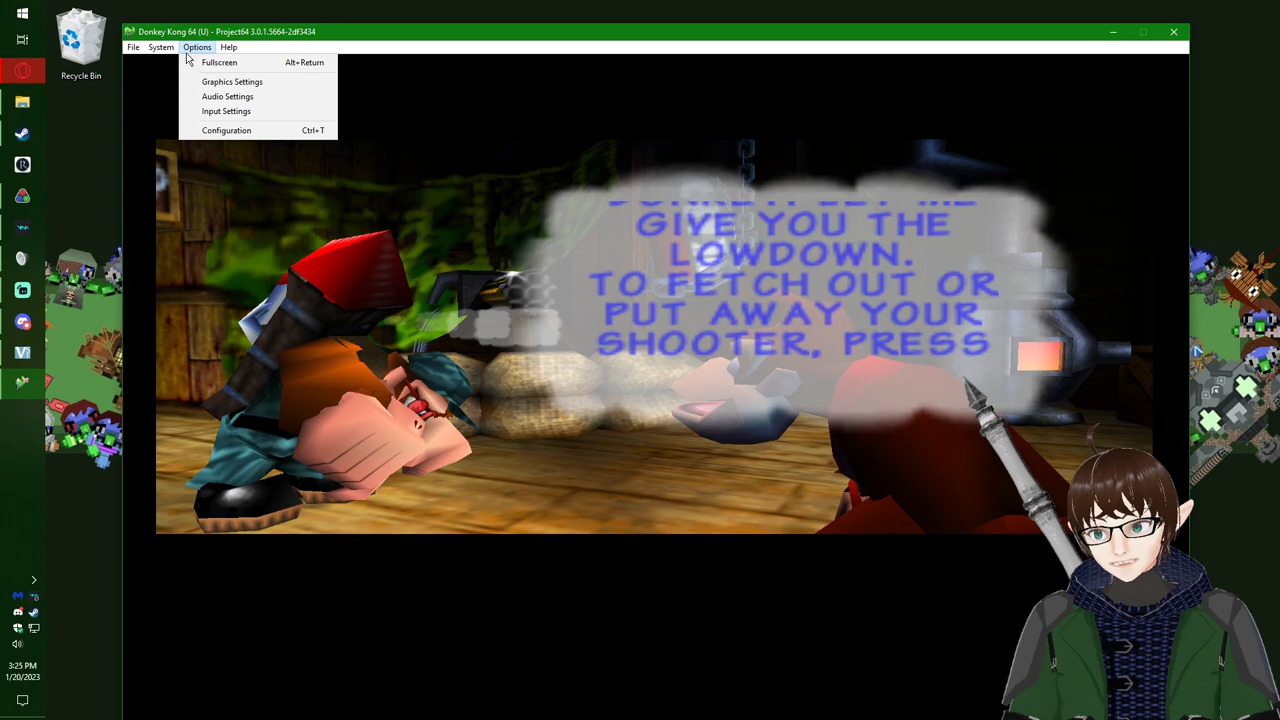 Recycle Bin
Donkey Kong 64 (U) - Project64 3.0.1.5664-2df3434
File System Options Help
Fullscreen Alt+Return
Graphics Settings
Audio Settings
Input Settings
Configuration Ctrl+T
GIVE YOU THE
LOWDOWN.
TO FETCH OUT OR
PUT AWAY YOUR
SHOOTER, PRESS
3:25 PM
1/20/2023